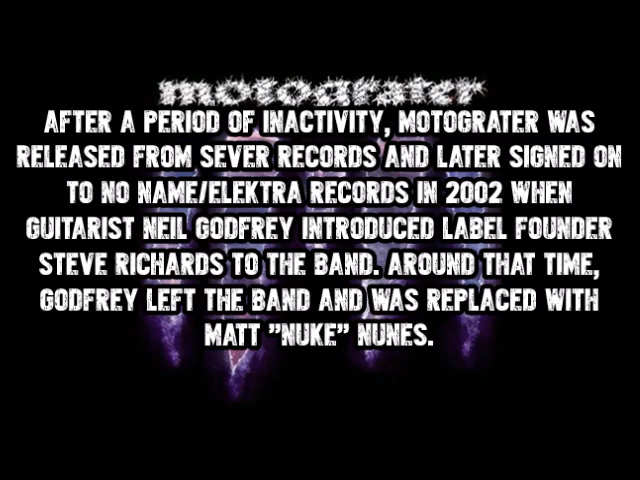 motograter
AFTER A PERIOD OF INACTIVITY, MOTOGRATER WAS
RELEASED FROM SEVER RECORDS AND LATER SIGNED ON
TO NO NAME/ELEKTRA RECORDS IN 2002 WHEN
GUITARIST NEIL GODFREY INTRODUCED LABEL FOUNDER
STEVE RICHARDS TO THE BAND. AROUND THAT TIME,
GODFREY LEFT THE BAND AND WAS REPLACED WITH
MATT "NUKE" NUNES.